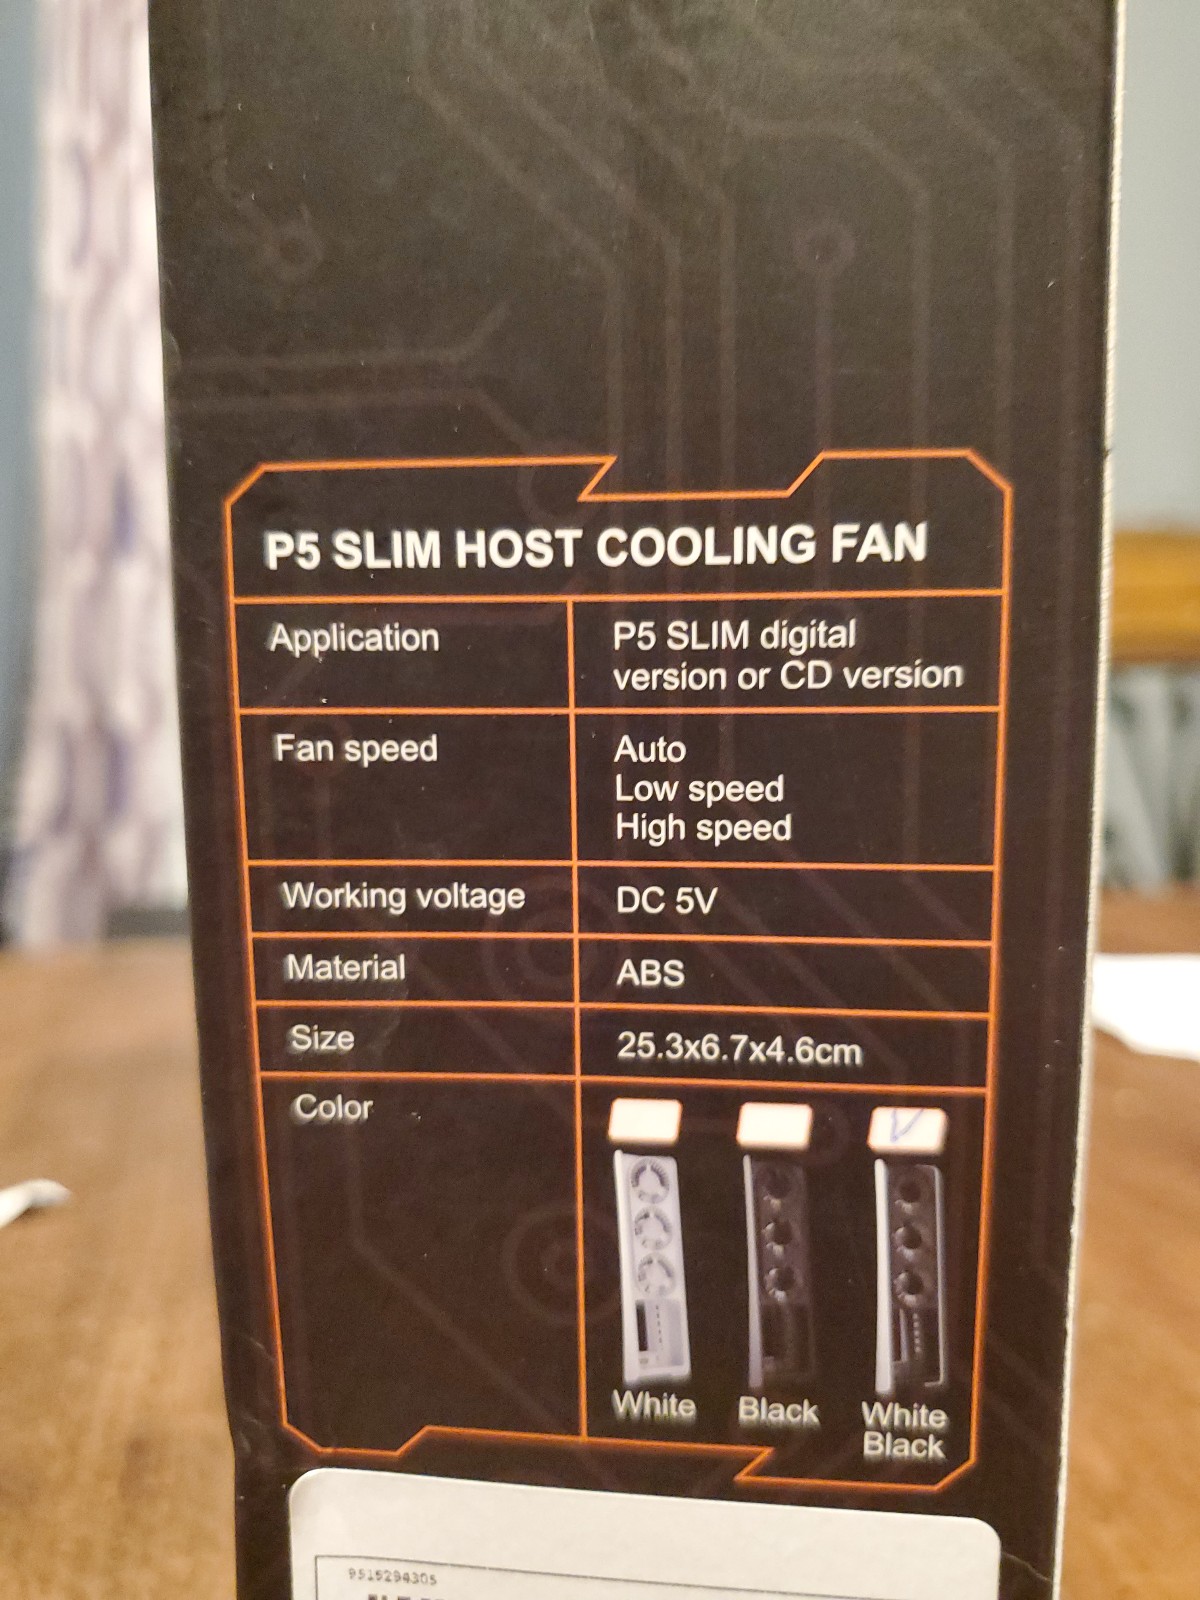 P5 SLIM HOST COOLING FAN
Application
P5 SLIM digital
version or CD version
Fan speed
Auto
Low speed
High speed
Working voltage
DC 5V
Material
ABS
Size
25.3x6.7x4.6cm
Color
White
Black
White
Black
9515294305